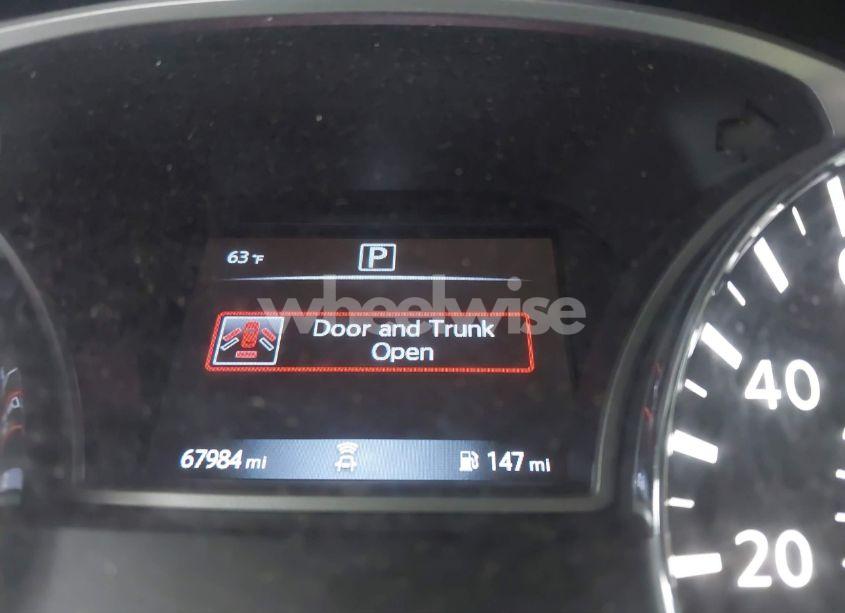 63 °F
P
wheelwise
Door and Trunk
Open
67984 mi
147 mi
40
20